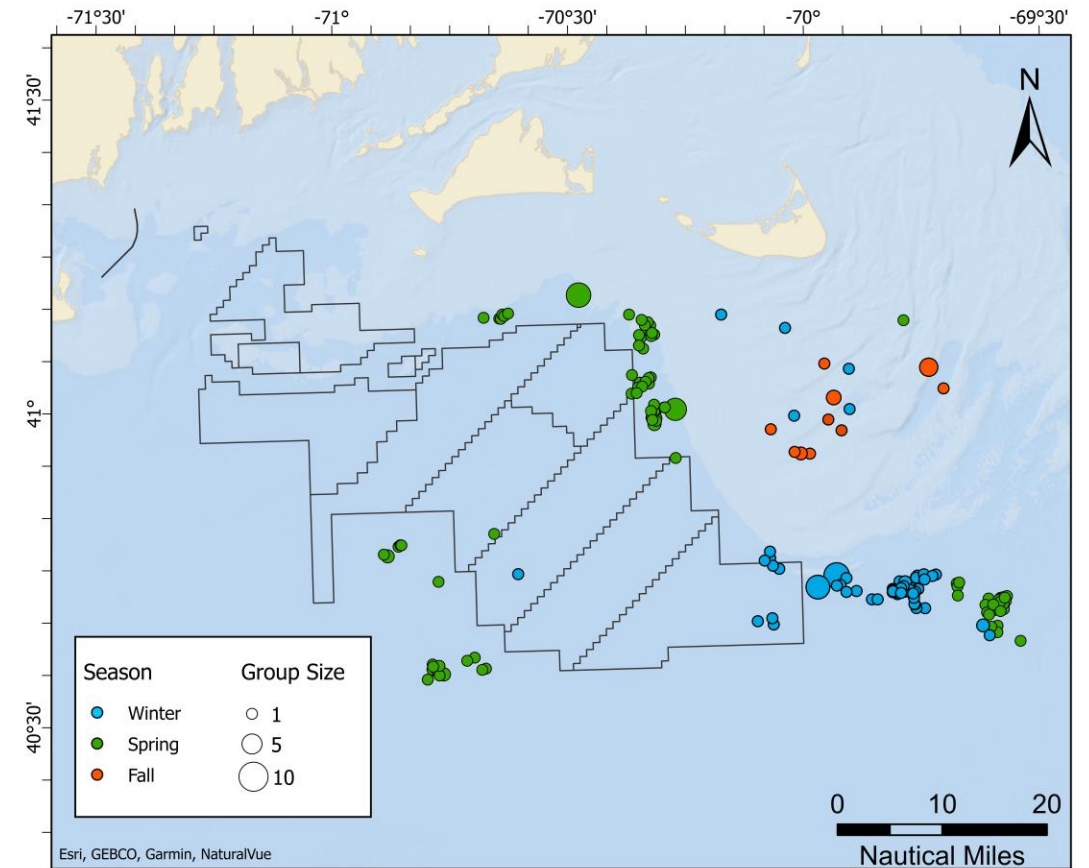 -71°30' -71° -70°30' -70° -69°30'
41°30'
41°
40°30'
N
Season Group Size
Winter 1
Spring 5
Fall 10
0 10 20
Nautical Miles
Esri, GEBCO, Garmin, NaturalVue